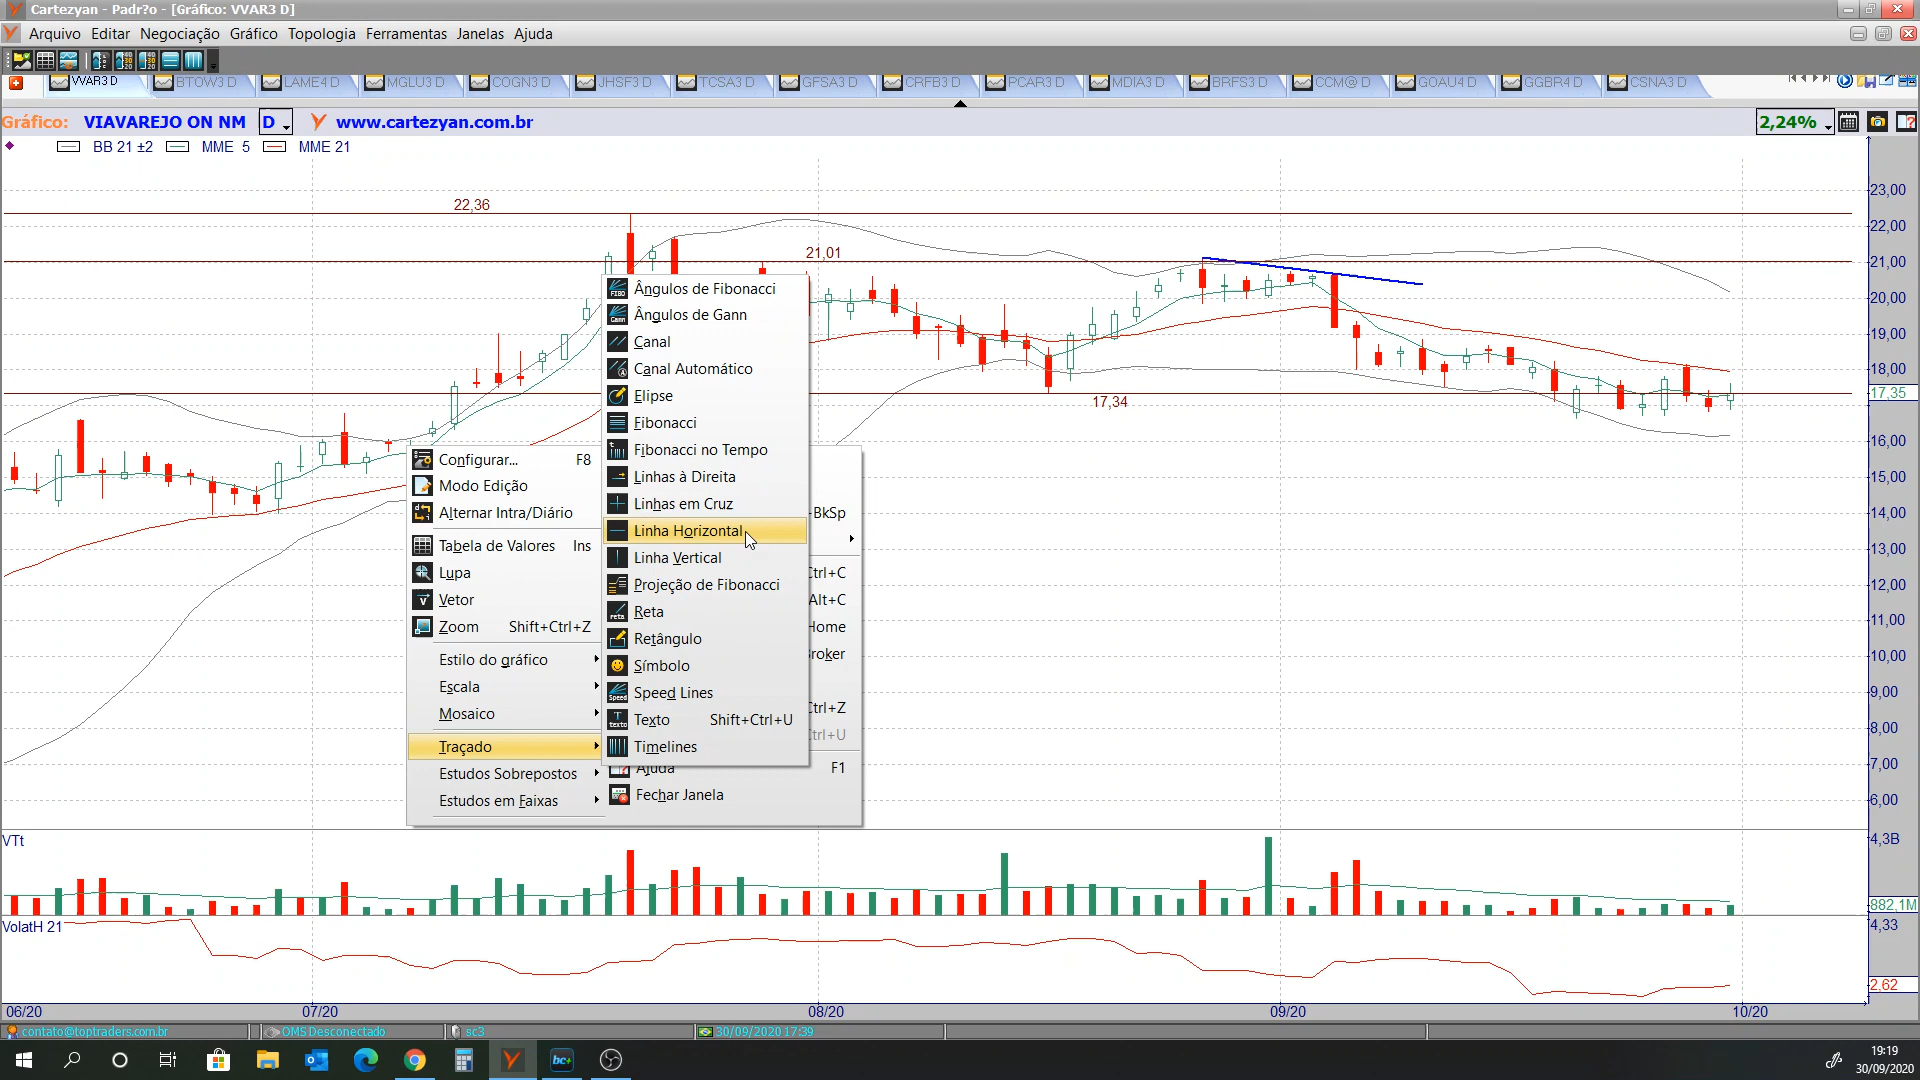 Cartezyan - Padr?o - [Gráfico: VVAR3 D]
Arquivo Editar Negociação Gráfico Topologia Ferramentas Janelas Ajuda
VVAR3 D BTOW3 D LAME4 D MGLU3 D COGN3 D JHSF3 D TCSA3 D GFSA3 D CRFB3 D PCAR3 D MDIA3 D BRFS3 D CCM@ D GOAU4 D GGBR4 D CSNA3 D
Gráfico: VIAVAREJO ON NM D www.cartezyan.com.br 2,24%
BB 21 ±2 MME 5 MME 21
22,36
21,01
17,34
23,00
22,00
21,00
20,00
19,00
18,00
17,35
16,00
15,00
14,00
13,00
12,00
11,00
10,00
9,00
8,00
7,00
6,00
Configurar... F8
Modo Edição
Alternar Intra/Diário
Tabela de Valores Ins
Lupa
Vetor
Zoom Shift+Ctrl+Z
Estilo do gráfico
Escala
Mosaico
Traçado
Estudos Sobrepostos
Estudos em Faixas
Ângulos de Fibonacci
Ângulos de Gann
Canal
Canal Automático
Elipse
Fibonacci
Fibonacci no Tempo
Linhas à Direita
Linhas em Cruz
Linha Horizontal
Linha Vertical
Projeção de Fibonacci
Reta
Retângulo
Símbolo
Speed Lines
Texto Shift+Ctrl+U
Timelines
BkSp
Ctrl+C
Alt+C
Home
roker
Ctrl+Z
trl+U
Ajuda F1
Fechar Janela
VTt
4,3B
882,1M
VolatH 21
4,33
2,62
06/20 07/20 08/20 09/20 10/20
contato@toptraders.com.br OMS Desconectado sc3 30/09/2020 17:39
bc+
19:19
30/09/2020